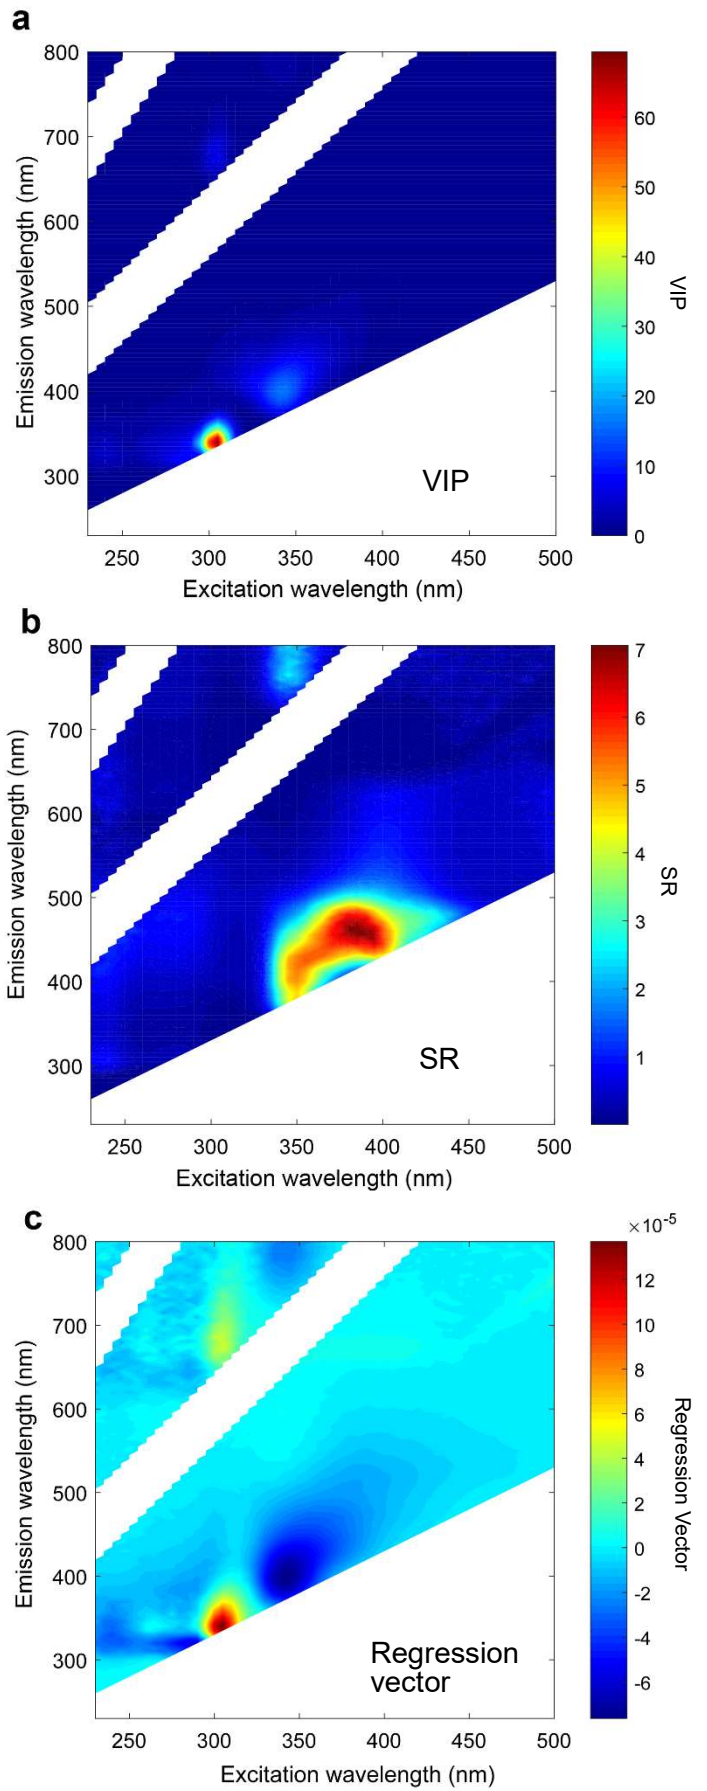 a
800
700
600
500
400
300
Emission wavelength (nm)
250 300 350 400 450 500
Excitation wavelength (nm)
VIP
60
50
40
30
20
10
0
VIP
b
800
700
600
500
400
300
Emission wavelength (nm)
250 300 350 400 450 500
Excitation wavelength (nm)
SR
7
6
5
4
3
2
1
SR
c
800
700
600
500
400
300
Emission wavelength (nm)
250 300 350 400 450 500
Excitation wavelength (nm)
Regression
vector
×10-5
12
10
8
6
4
2
0
-2
-4
-6
Regression Vector